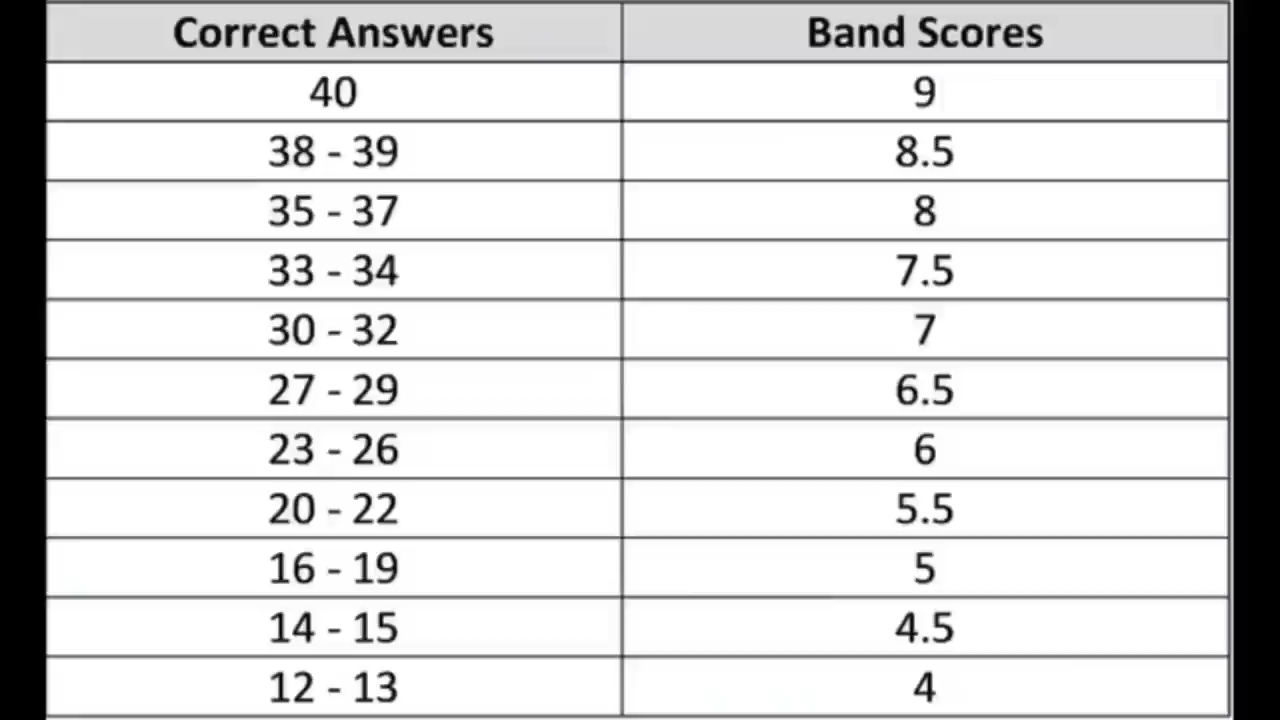 Correct Answers Band Scores
40 9
38 - 39 8.5
35 - 37 8
33 - 34 7.5
30 - 32 7
27 - 29 6.5
23 - 26 6
20 - 22 5.5
16 - 19 5
14 - 15 4.5
12 - 13 4